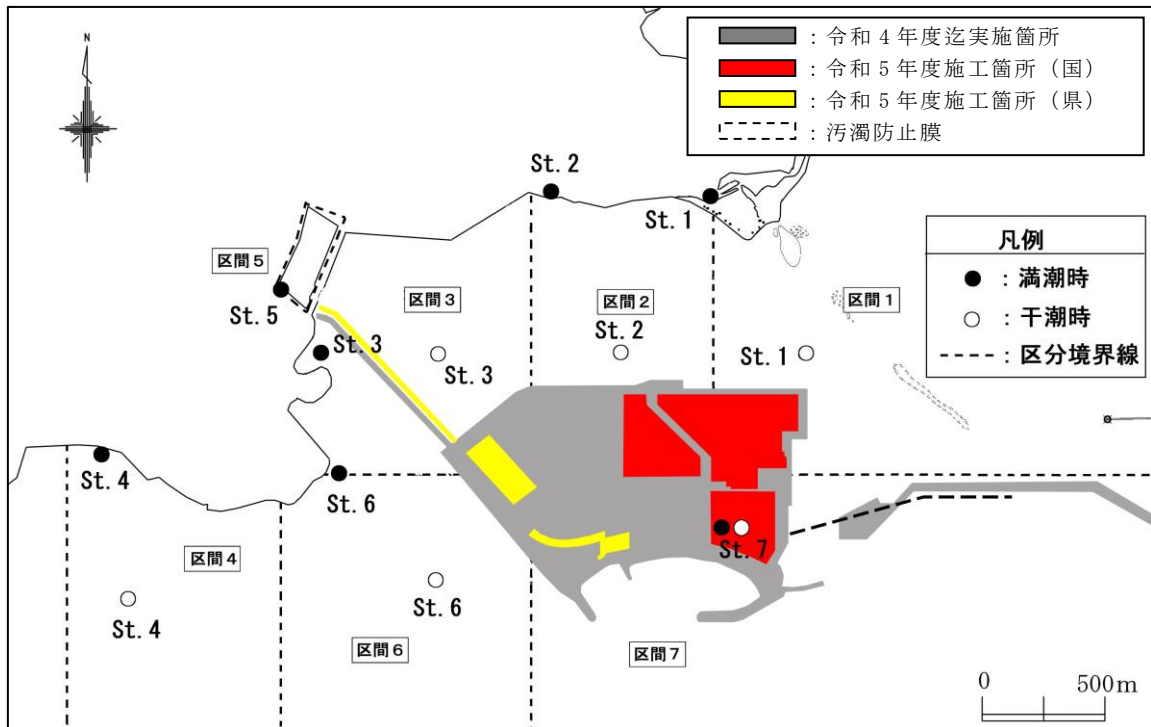 N
：令和４年度迄実施箇所
：令和５年度施工箇所（国）
：令和５年度施工箇所（県）
：汚濁防止膜
St. 2
St. 1
凡例
●：満潮時
○：干潮時
-----：区分境界線
区間５
St. 5
区間３
区間２
区間１
St. 3
St. 3
St. 2
St. 1
St. 4
St. 6
St. 7
区間４
St. 4
St. 6
区間６
区間７
0 500m